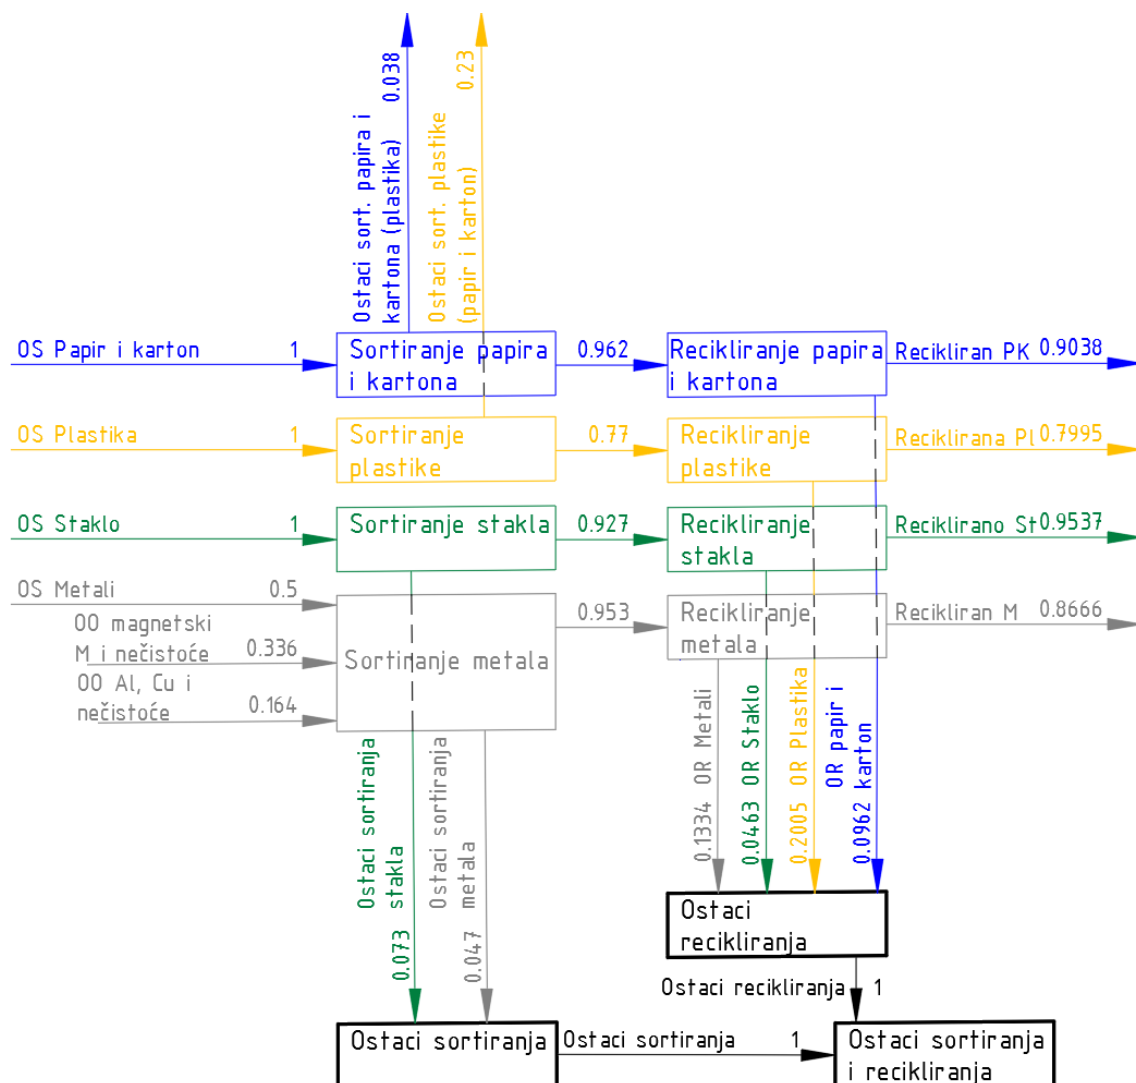 Ostaci sort. papira i
kartona (plastika) 0.038
Ostaci sort. plastike
(papir i karton) 0.23
OS Papir i karton 1
Sortiranje papira
i kartona
0.962
Recikliranje papira
i kartona
Recikliran PK 0.9038
OS Plastika 1
Sortiranje
plastike
0.77
Recikliranje
plastike
Reciklirana Pl 0.7995
OS Staklo 1
Sortiranje stakla
0.927
Recikliranje
stakla
Reciklirano St 0.9537
OS Metali 0.5
OO magnetski
M i nečistoće 0.336
OO Al, Cu i
nečistoće 0.164
Sortiranje metala
0.953
Recikliranje
metala
Recikliran M 0.8666
Ostaci sortiranja
stakla
0.073
Ostaci sortiranja
metala
0.047
0.1334 OR Metali
0.0463 OR Staklo
0.2005 OR Plastika
OR papir i
0.0962 karton
Ostaci
recikliranja
Ostaci recikliranja 1
Ostaci sortiranja
Ostaci sortiranja 1
Ostaci sortiranja
i recikliranja